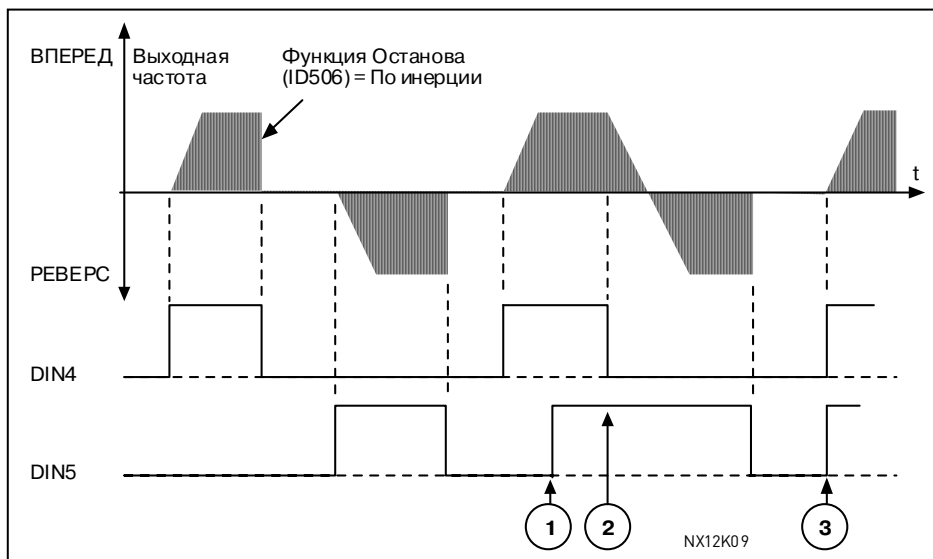 ВПЕРЕД
Выходная
частота
Функция Останова
(ID506) = По инерции
t
РЕВЕРС
DIN4
DIN5
1
2
3
NX12K09